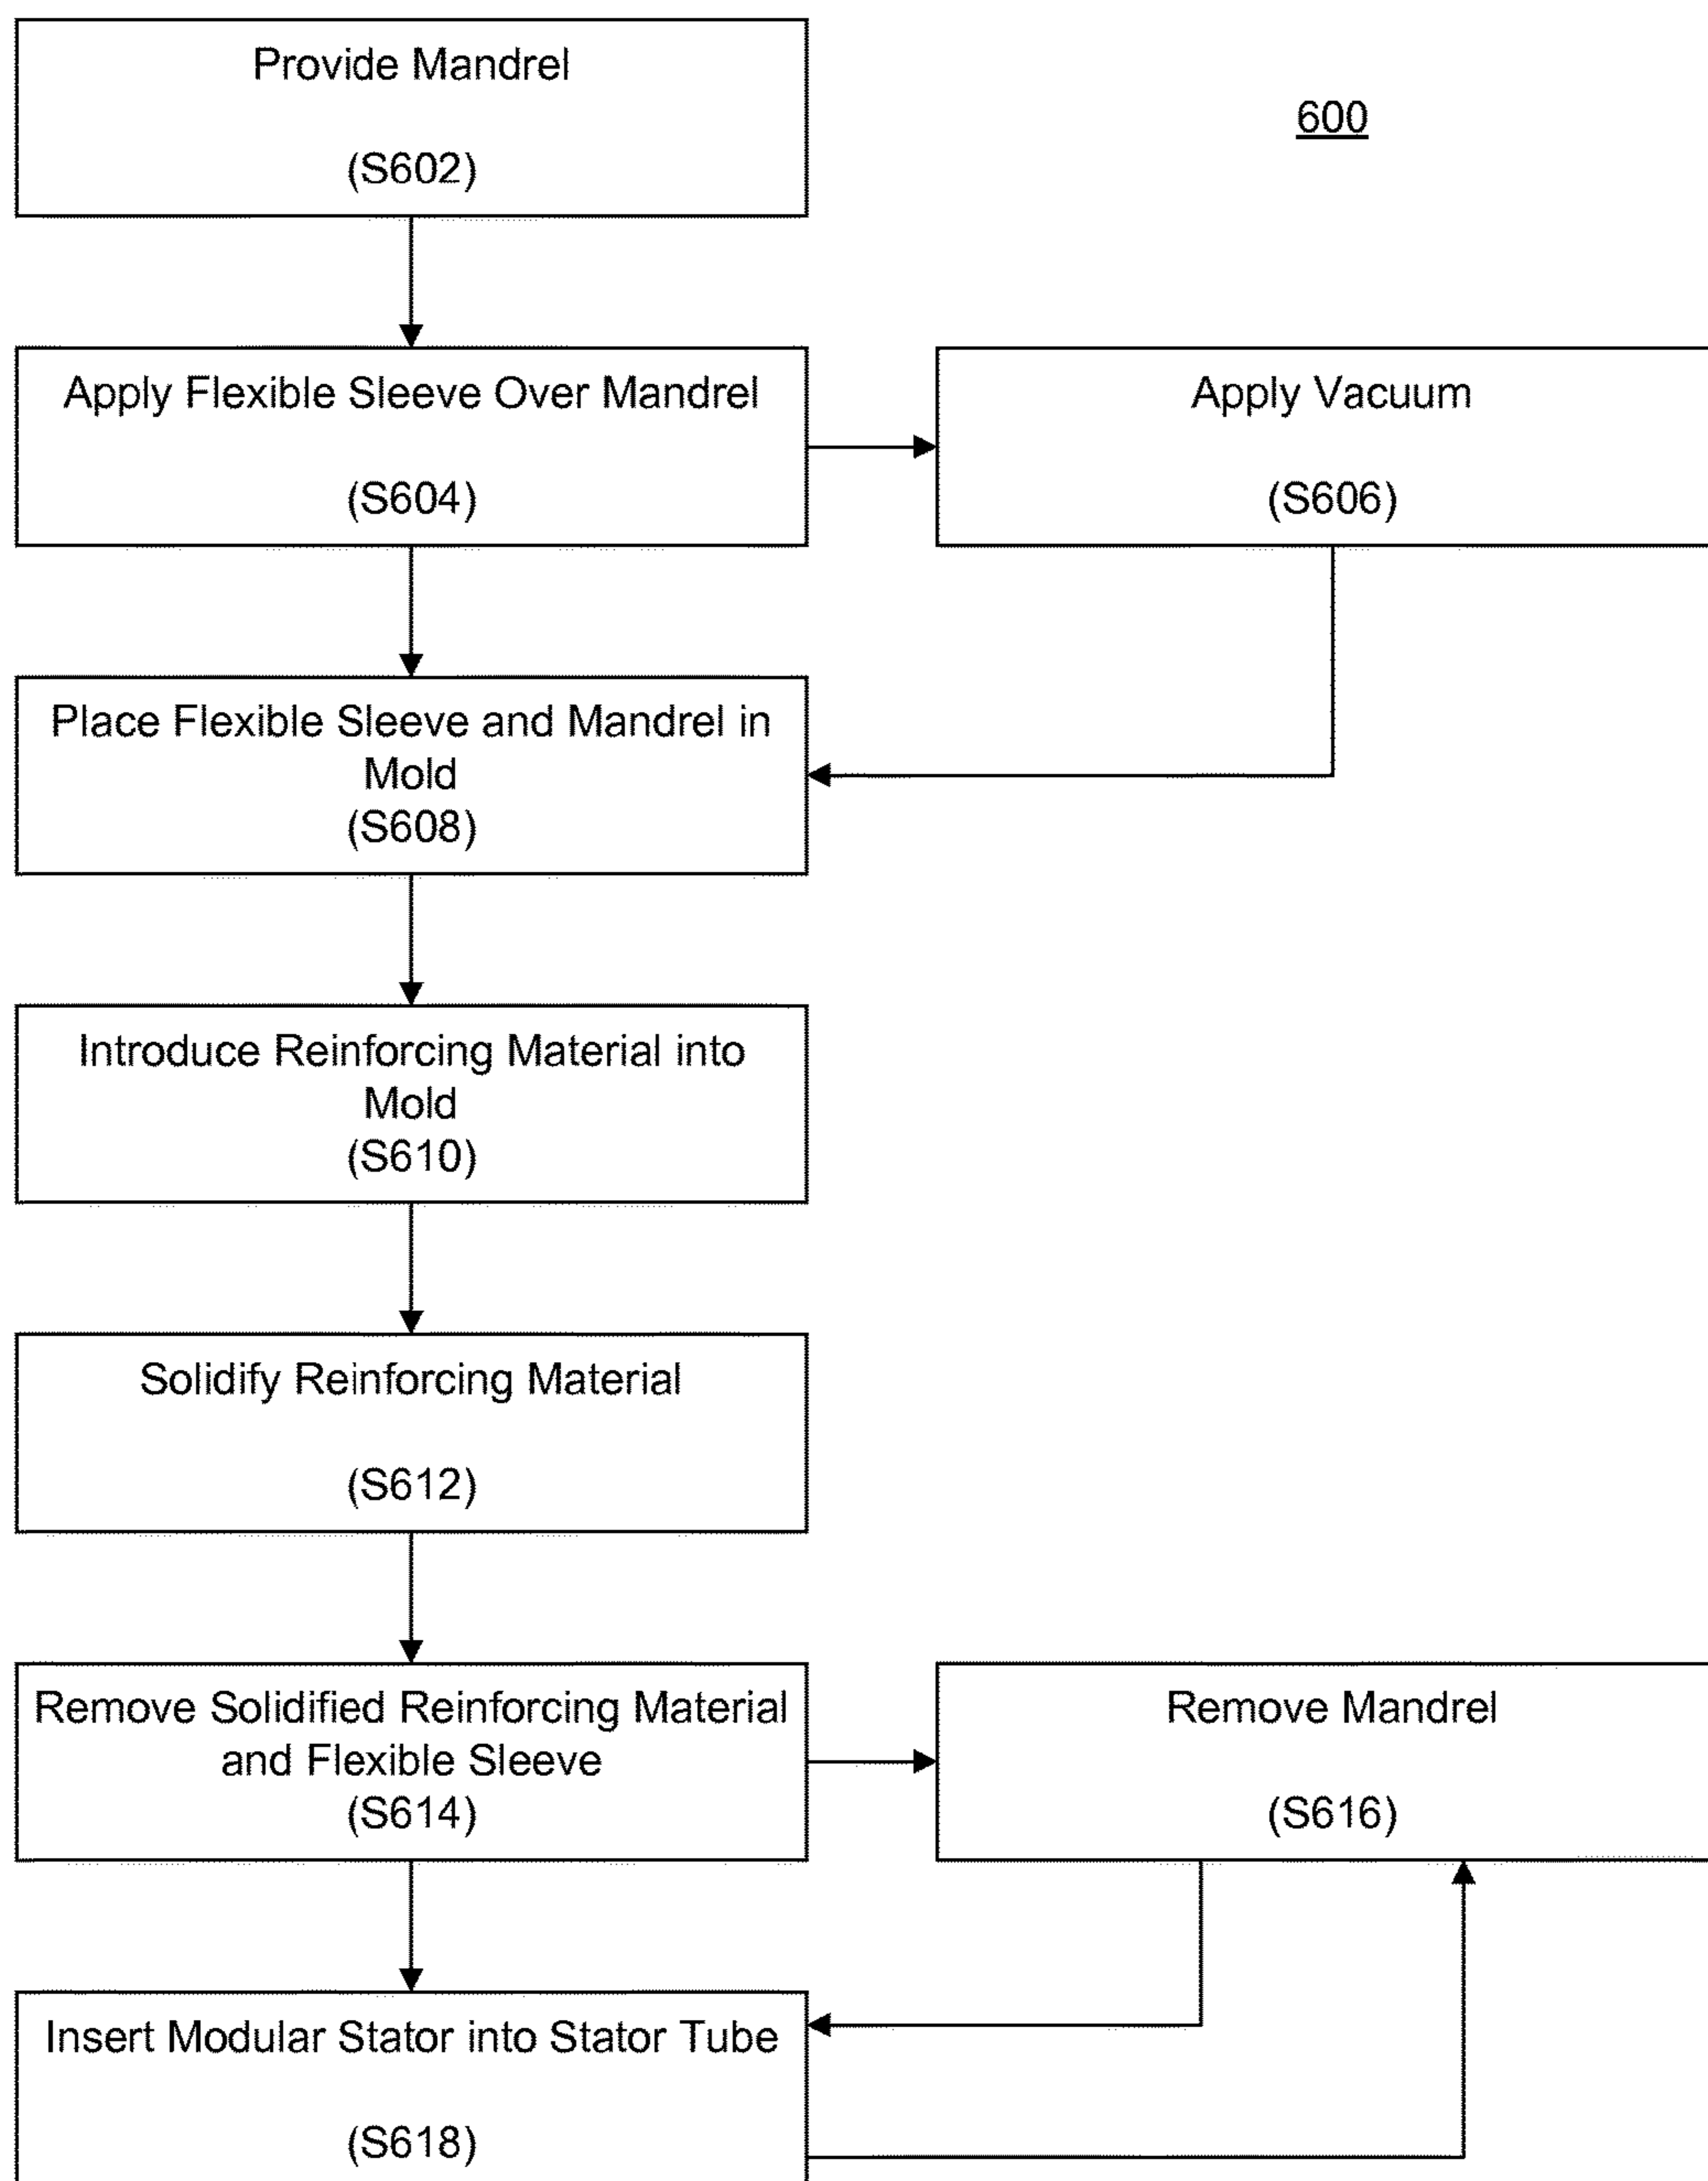 Provide Mandrel
(S602)
600
Apply Flexible Sleeve Over Mandrel
(S604)
Apply Vacuum
(S606)
Place Flexible Sleeve and Mandrel in
Mold
(S608)
Introduce Reinforcing Material into
Mold
(S610)
Solidify Reinforcing Material
(S612)
Remove Solidified Reinforcing Material
and Flexible Sleeve
(S614)
Remove Mandrel
(S616)
Insert Modular Stator into Stator Tube
(S618)